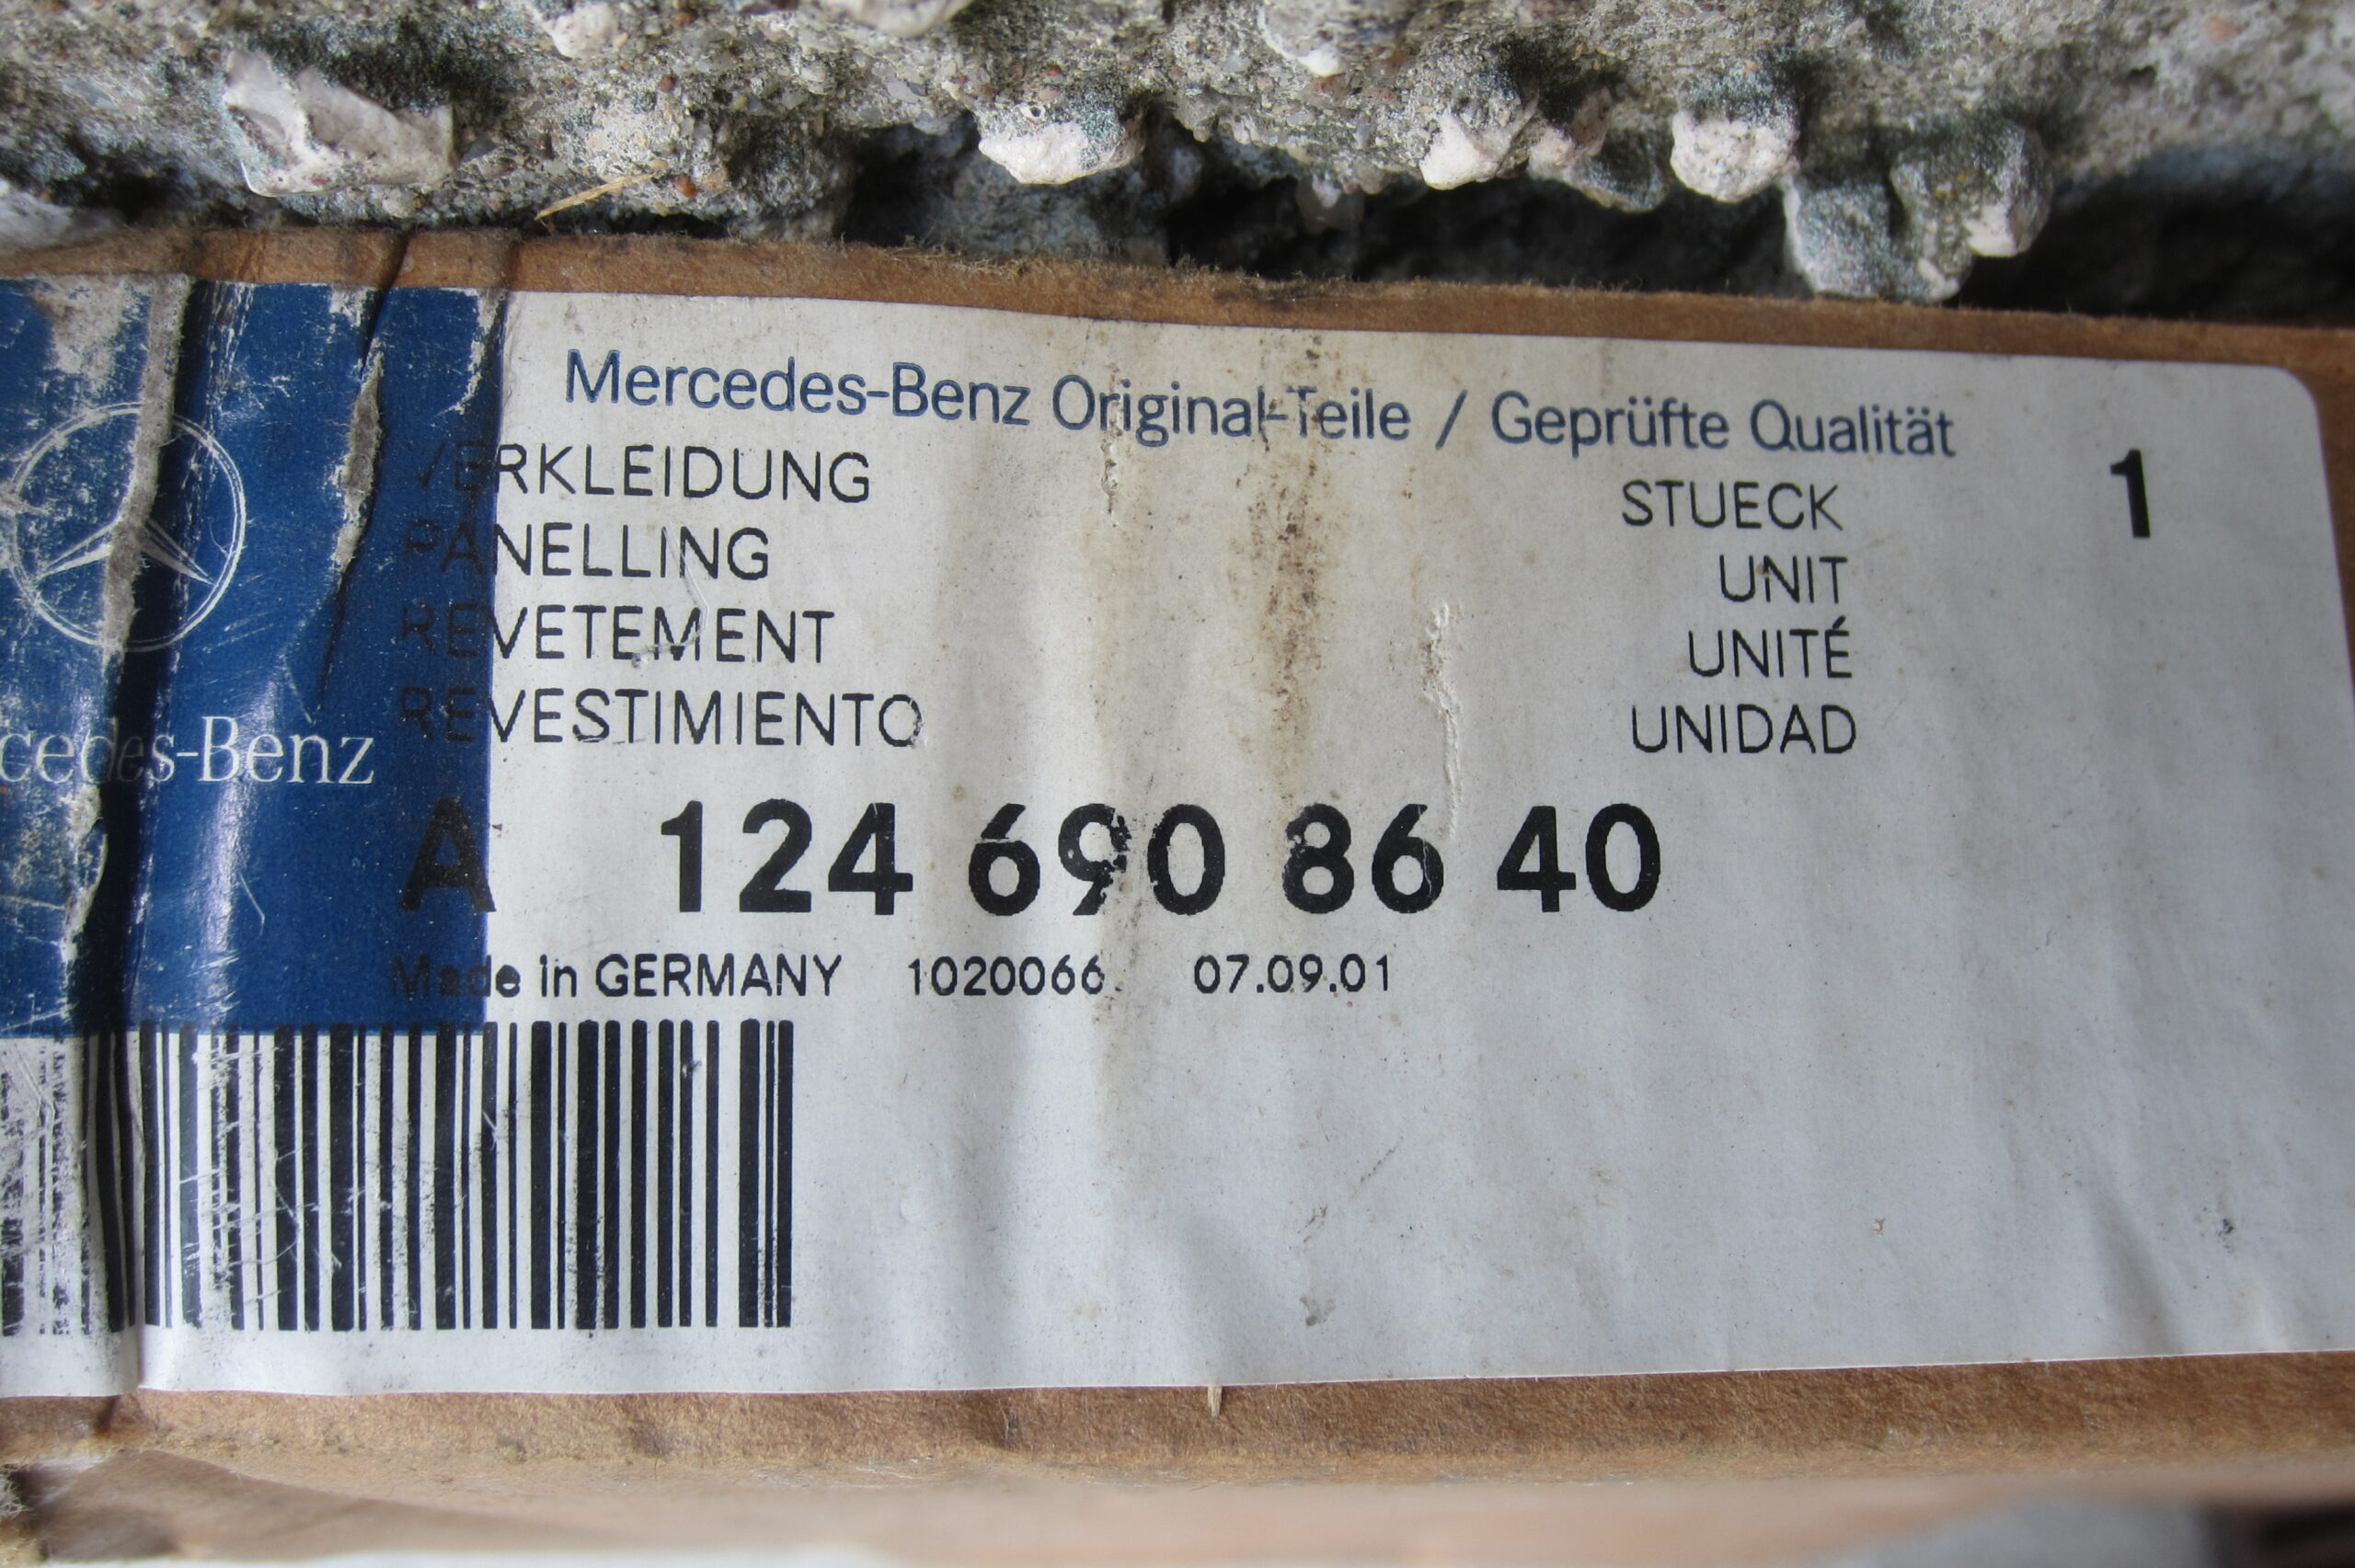 Mercedes-Benz Original-Teile / Geprüfte Qualität
VERKLEIDUNG STUECK 1
PANELLING UNIT
REVETEMENT UNITÉ
REVESTIMIENTO UNIDAD
cedes-Benz
A 124 690 86 40
Made in GERMANY 1020066 07.09.01